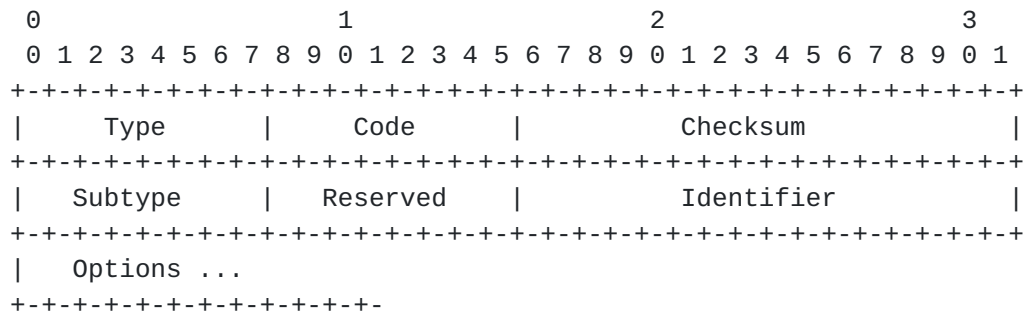 0                   1                   2                   3
 0 1 2 3 4 5 6 7 8 9 0 1 2 3 4 5 6 7 8 9 0 1 2 3 4 5 6 7 8 9 0 1
+-+-+-+-+-+-+-+-+-+-+-+-+-+-+-+-+-+-+-+-+-+-+-+-+-+-+-+-+-+-+-+-+
|     Type      |     Code      |          Checksum             |
+-+-+-+-+-+-+-+-+-+-+-+-+-+-+-+-+-+-+-+-+-+-+-+-+-+-+-+-+-+-+-+-+
|   Subtype     |   Reserved    |          Identifier           |
+-+-+-+-+-+-+-+-+-+-+-+-+-+-+-+-+-+-+-+-+-+-+-+-+-+-+-+-+-+-+-+-+
|   Options ...
+-+-+-+-+-+-+-+-+-+-+-+-